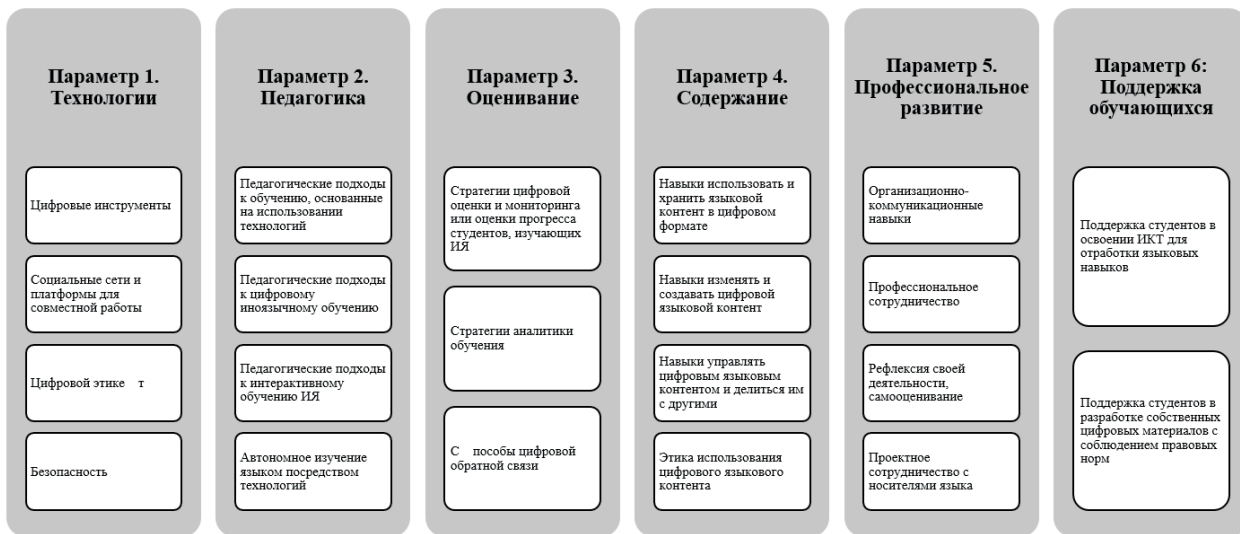 Параметр 1.
Технологии
Цифровые инструменты
Социальные сети и
платформы для
совместной работы
Цифровой этике т
Безопасность
Параметр 2.
Педагогика
Педагогические подходы
к обучению, основанные
на использовании
технологий
Педагогические подходы
к цифровому
иноязычному обучению
Педагогические подходы
к интерактивному
обучению ИЯ
Автономное изучение
языком посредством
технологий
Параметр 3.
Оценивание
Стратегии цифровой
оценки и мониторинга
или оценки прогресса
студентов, изучающих
ИЯ
Стратегии аналитики
обучения
С пособы цифровой
обратной связи
Параметр 4.
Содержание
Навыки использовать и
хранить языковой
контент в цифровом
формате
Навыки изменять и
создавать цифровой
языковой контент
Навыки управлять
цифровым языковым
контентом и делиться им
с другими
Этика использования
цифрового языкового
контента
Параметр 5.
Профессиональное
развитие
Организационно-
коммуникационные
навыки
Профессиональное
сотрудничество
Рефлексия своей
деятельности,
самооценивание
Проектное
сотрудничество с
носителями языка
Параметр 6:
Поддержка
обучающихся
Поддержка студентов в
освоении ИКТ для
отработки языковых
навыков
Поддержка студентов в
разработке собственных
цифровых материалов с
соблюдением правовых
норм